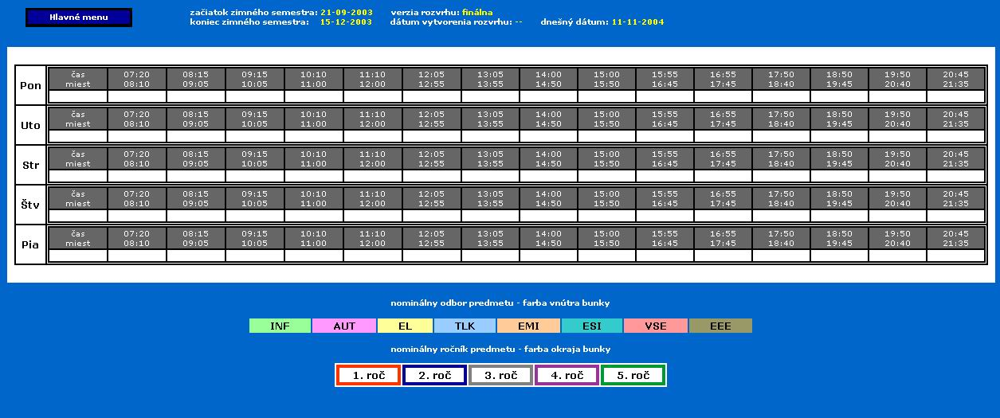 Hlavné menu
začiatok zimného semestra: 21-09-2003 verzia rozvrhu: finálna
koniec zimného semestra: 15-12-2003 dátum vytvorenia rozvrhu: -- dnešný dátum: 11-11-2004
Pon
čas 07:20 08:15 09:15 10:10 11:10 12:05 13:05 14:00 15:00 15:55 16:55 17:50 18:50 19:50 20:45
miest 08:10 09:05 10:05 11:00 12:00 12:55 13:55 14:50 15:50 16:45 17:45 18:40 19:45 20:40 21:35
Uto
čas 07:20 08:15 09:15 10:10 11:10 12:05 13:05 14:00 15:00 15:55 16:55 17:50 18:50 19:50 20:45
miest 08:10 09:05 10:05 11:00 12:00 12:55 13:55 14:50 15:50 16:45 17:45 18:40 19:45 20:40 21:35
Str
čas 07:20 08:15 09:15 10:10 11:10 12:05 13:05 14:00 15:00 15:55 16:55 17:50 18:50 19:50 20:45
miest 08:10 09:05 10:05 11:00 12:00 12:55 13:55 14:50 15:50 16:45 17:45 18:40 19:45 20:40 21:35
Štv
čas 07:20 08:15 09:15 10:10 11:10 12:05 13:05 14:00 15:00 15:55 16:55 17:50 18:50 19:50 20:45
miest 08:10 09:05 10:05 11:00 12:00 12:55 13:55 14:50 15:50 16:45 17:45 18:40 19:45 20:40 21:35
Pia
čas 07:20 08:15 09:15 10:10 11:10 12:05 13:05 14:00 15:00 15:55 16:55 17:50 18:50 19:50 20:45
miest 08:10 09:05 10:05 11:00 12:00 12:55 13:55 14:50 15:50 16:45 17:45 18:40 19:45 20:40 21:35
nominálny odbor predmetu - farba vnútra bunky
INF AUT EL TLK EMI ESI VSE EEE
nominálny ročník predmetu - farba okraja bunky
1. roč 2. roč 3. roč 4. roč 5. roč